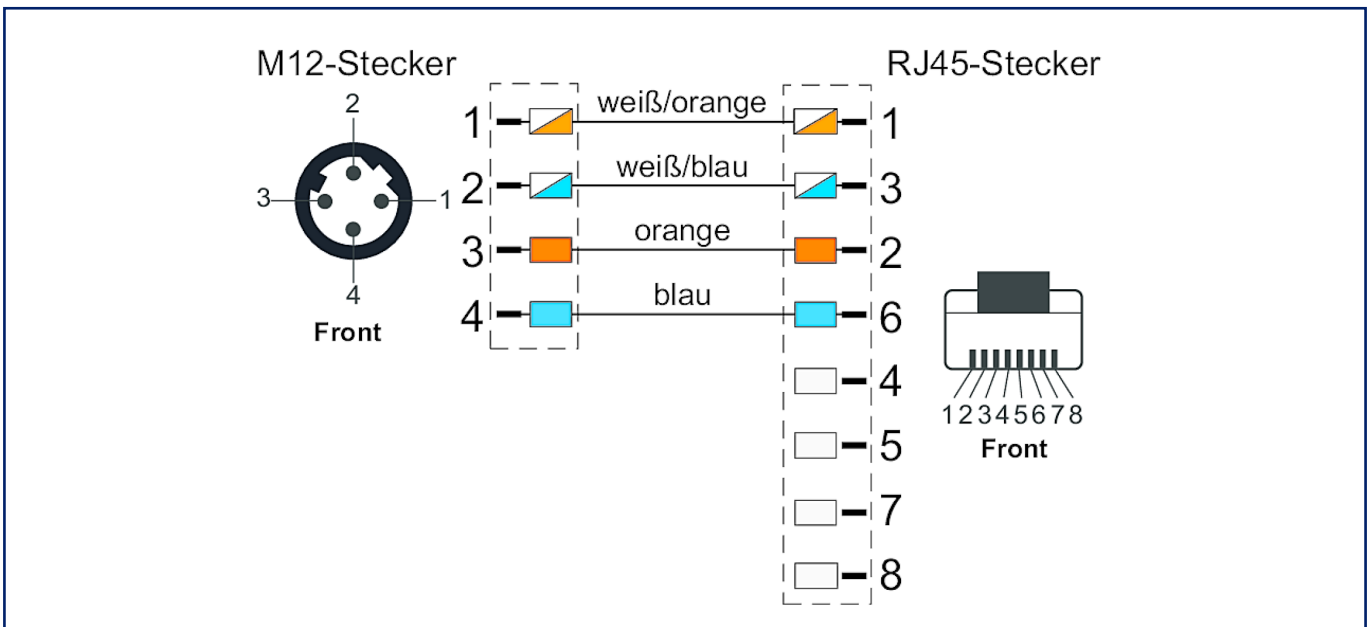 M12-Stecker
RJ45-Stecker
2
3
1
4
Front
1 weiß/orange 1
2 weiß/blau 3
3 orange 2
4 blau 6
4
5
7
8
12345678
Front